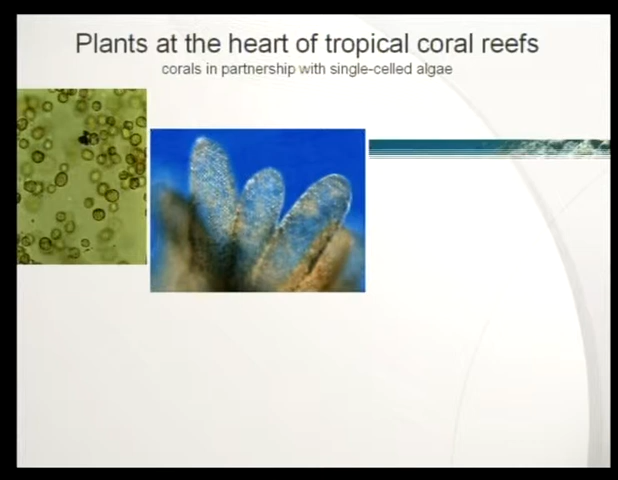 Plants at the heart of tropical coral reefs
corals in partnership with single-celled algae